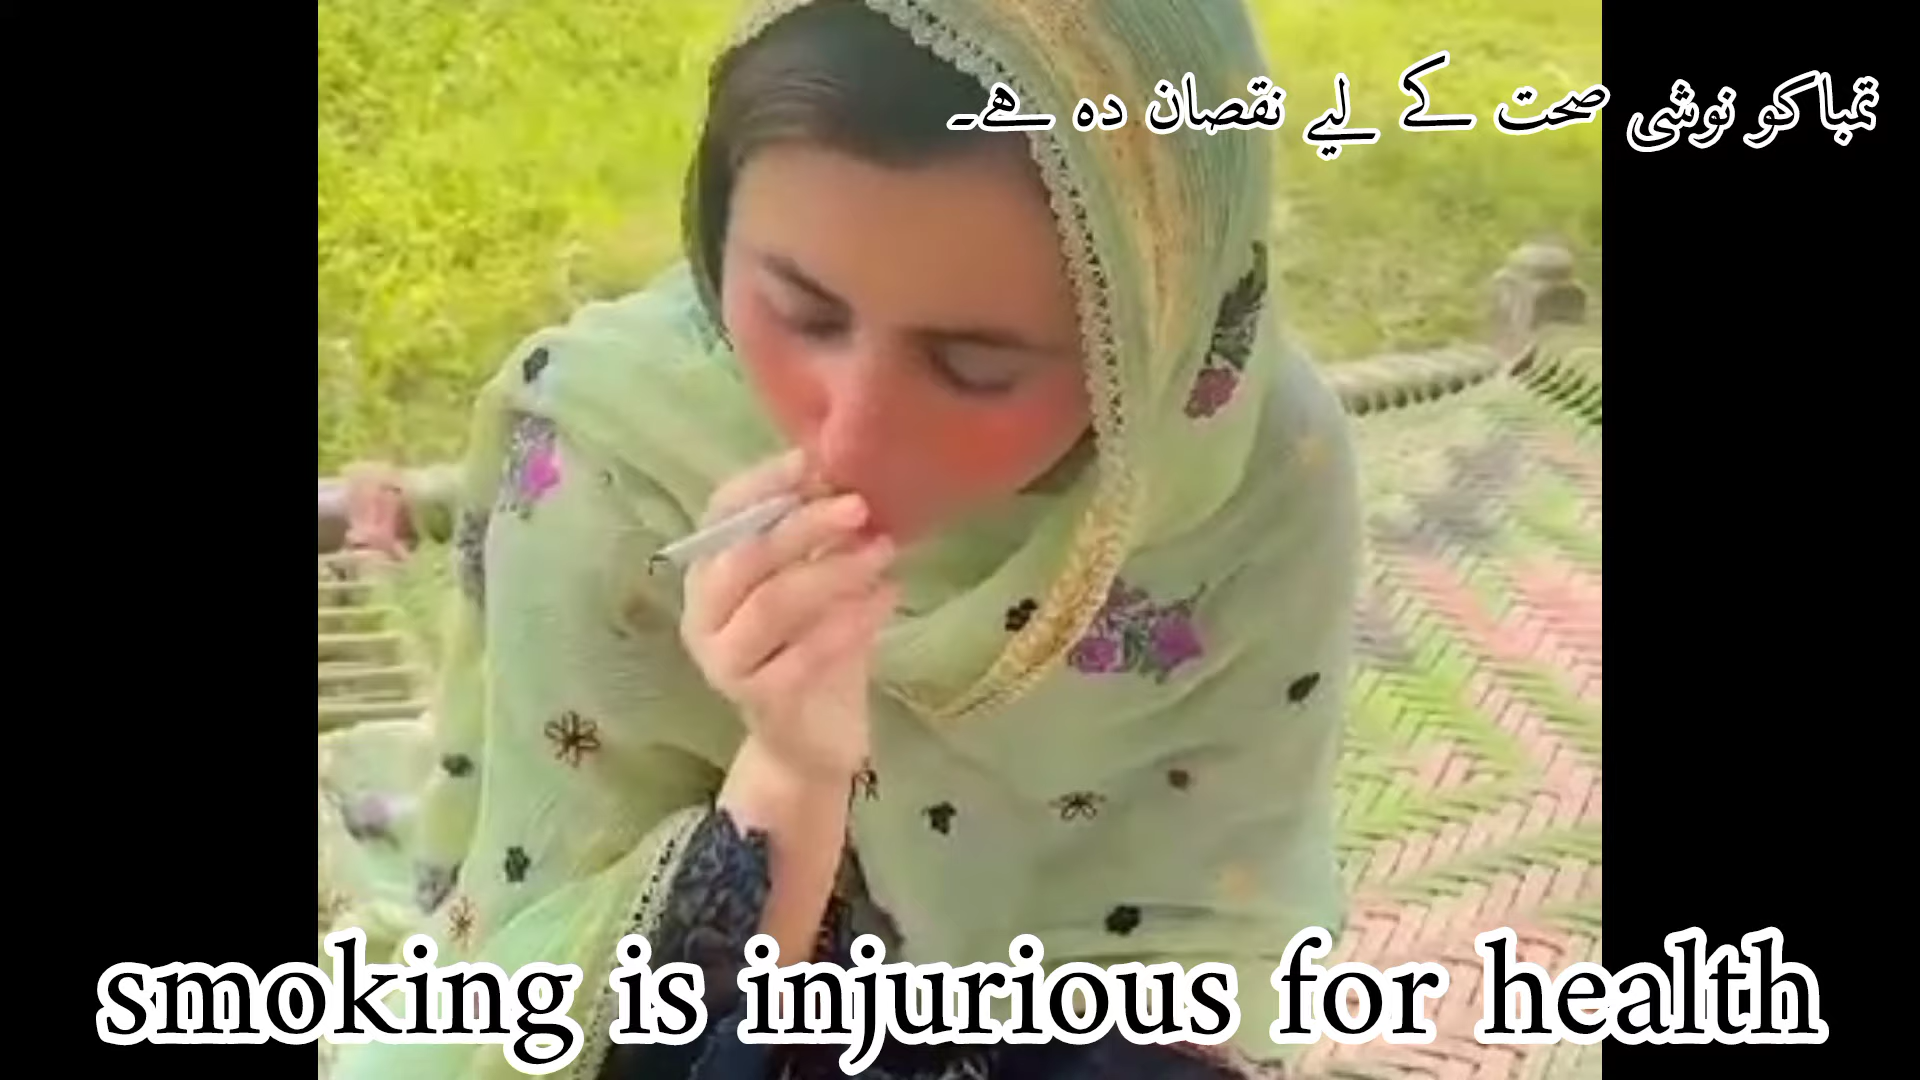 تمباکو نوشی صحت کے لیے نقصان دہ ہے۔
smoking is injurious for health